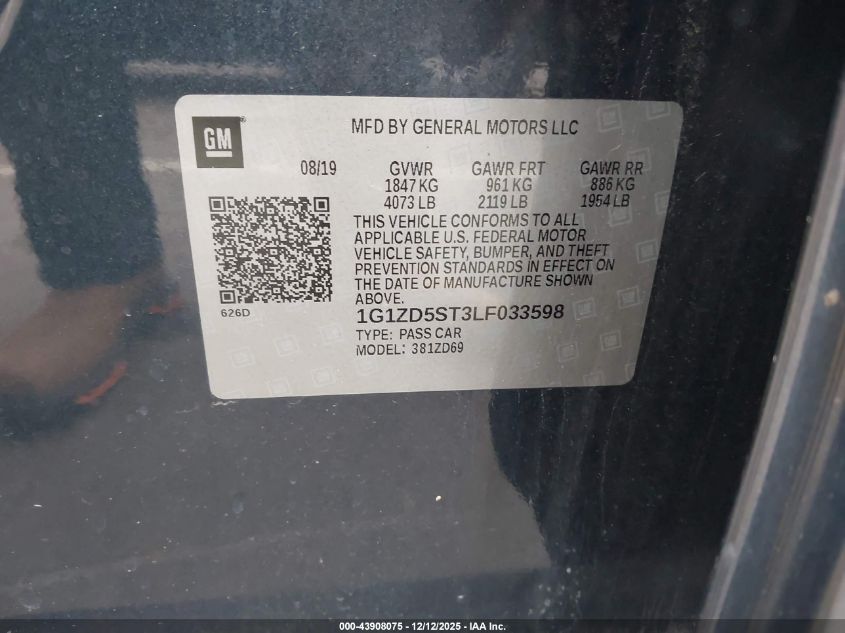 GM
MFD BY GENERAL MOTORS LLC
08/19
GVWR GAWR FRT GAWR RR
1847 KG 961 KG 886 KG
4073 LB 2119 LB 1954 LB
THIS VEHICLE CONFORMS TO ALL
APPLICABLE U.S. FEDERAL MOTOR
VEHICLE SAFETY, BUMPER, AND THEFT
PREVENTION STANDARDS IN EFFECT ON
THE DATE OF MANUFACTURE SHOWN
ABOVE.
626D
1G1ZD5ST3LF033598
TYPE: PASS CAR
MODEL: 381ZD69
000-43908075 - 12/12/2025 - IAA Inc.